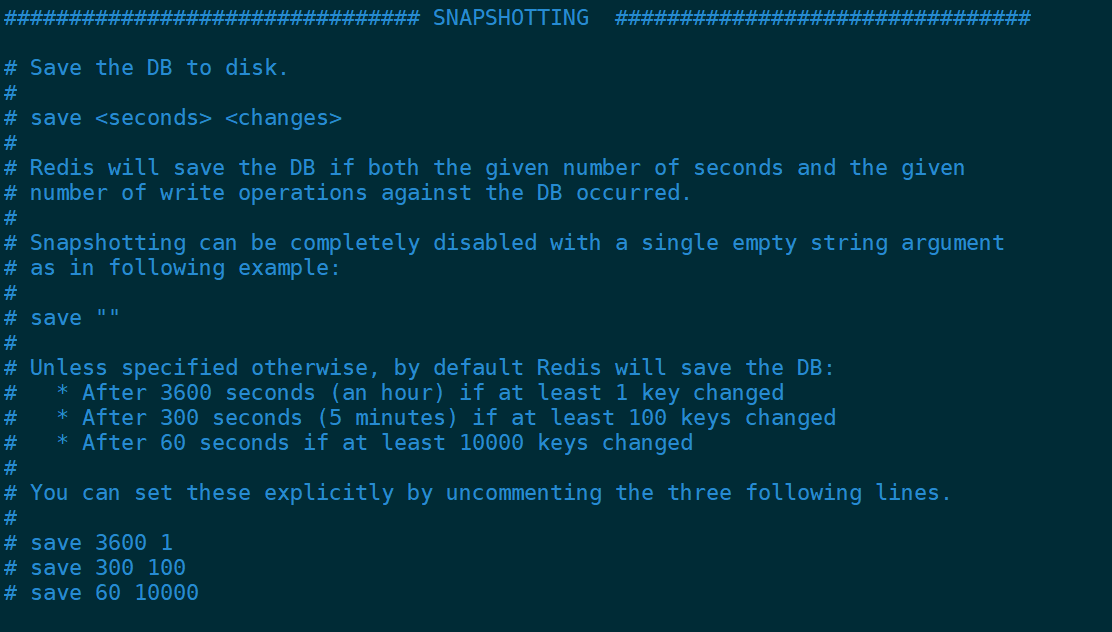 ################################ SNAPSHOTTING  ################################

# Save the DB to disk.
#
# save <seconds> <changes>
#
# Redis will save the DB if both the given number of seconds and the given
# number of write operations against the DB occurred.
#
# Snapshotting can be completely disabled with a single empty string argument
# as in following example:
#
# save ""
#
# Unless specified otherwise, by default Redis will save the DB:
#   * After 3600 seconds (an hour) if at least 1 key changed
#   * After 300 seconds (5 minutes) if at least 100 keys changed
#   * After 60 seconds if at least 10000 keys changed
#
# You can set these explicitly by uncommenting the three following lines.
#
# save 3600 1
# save 300 100
# save 60 10000